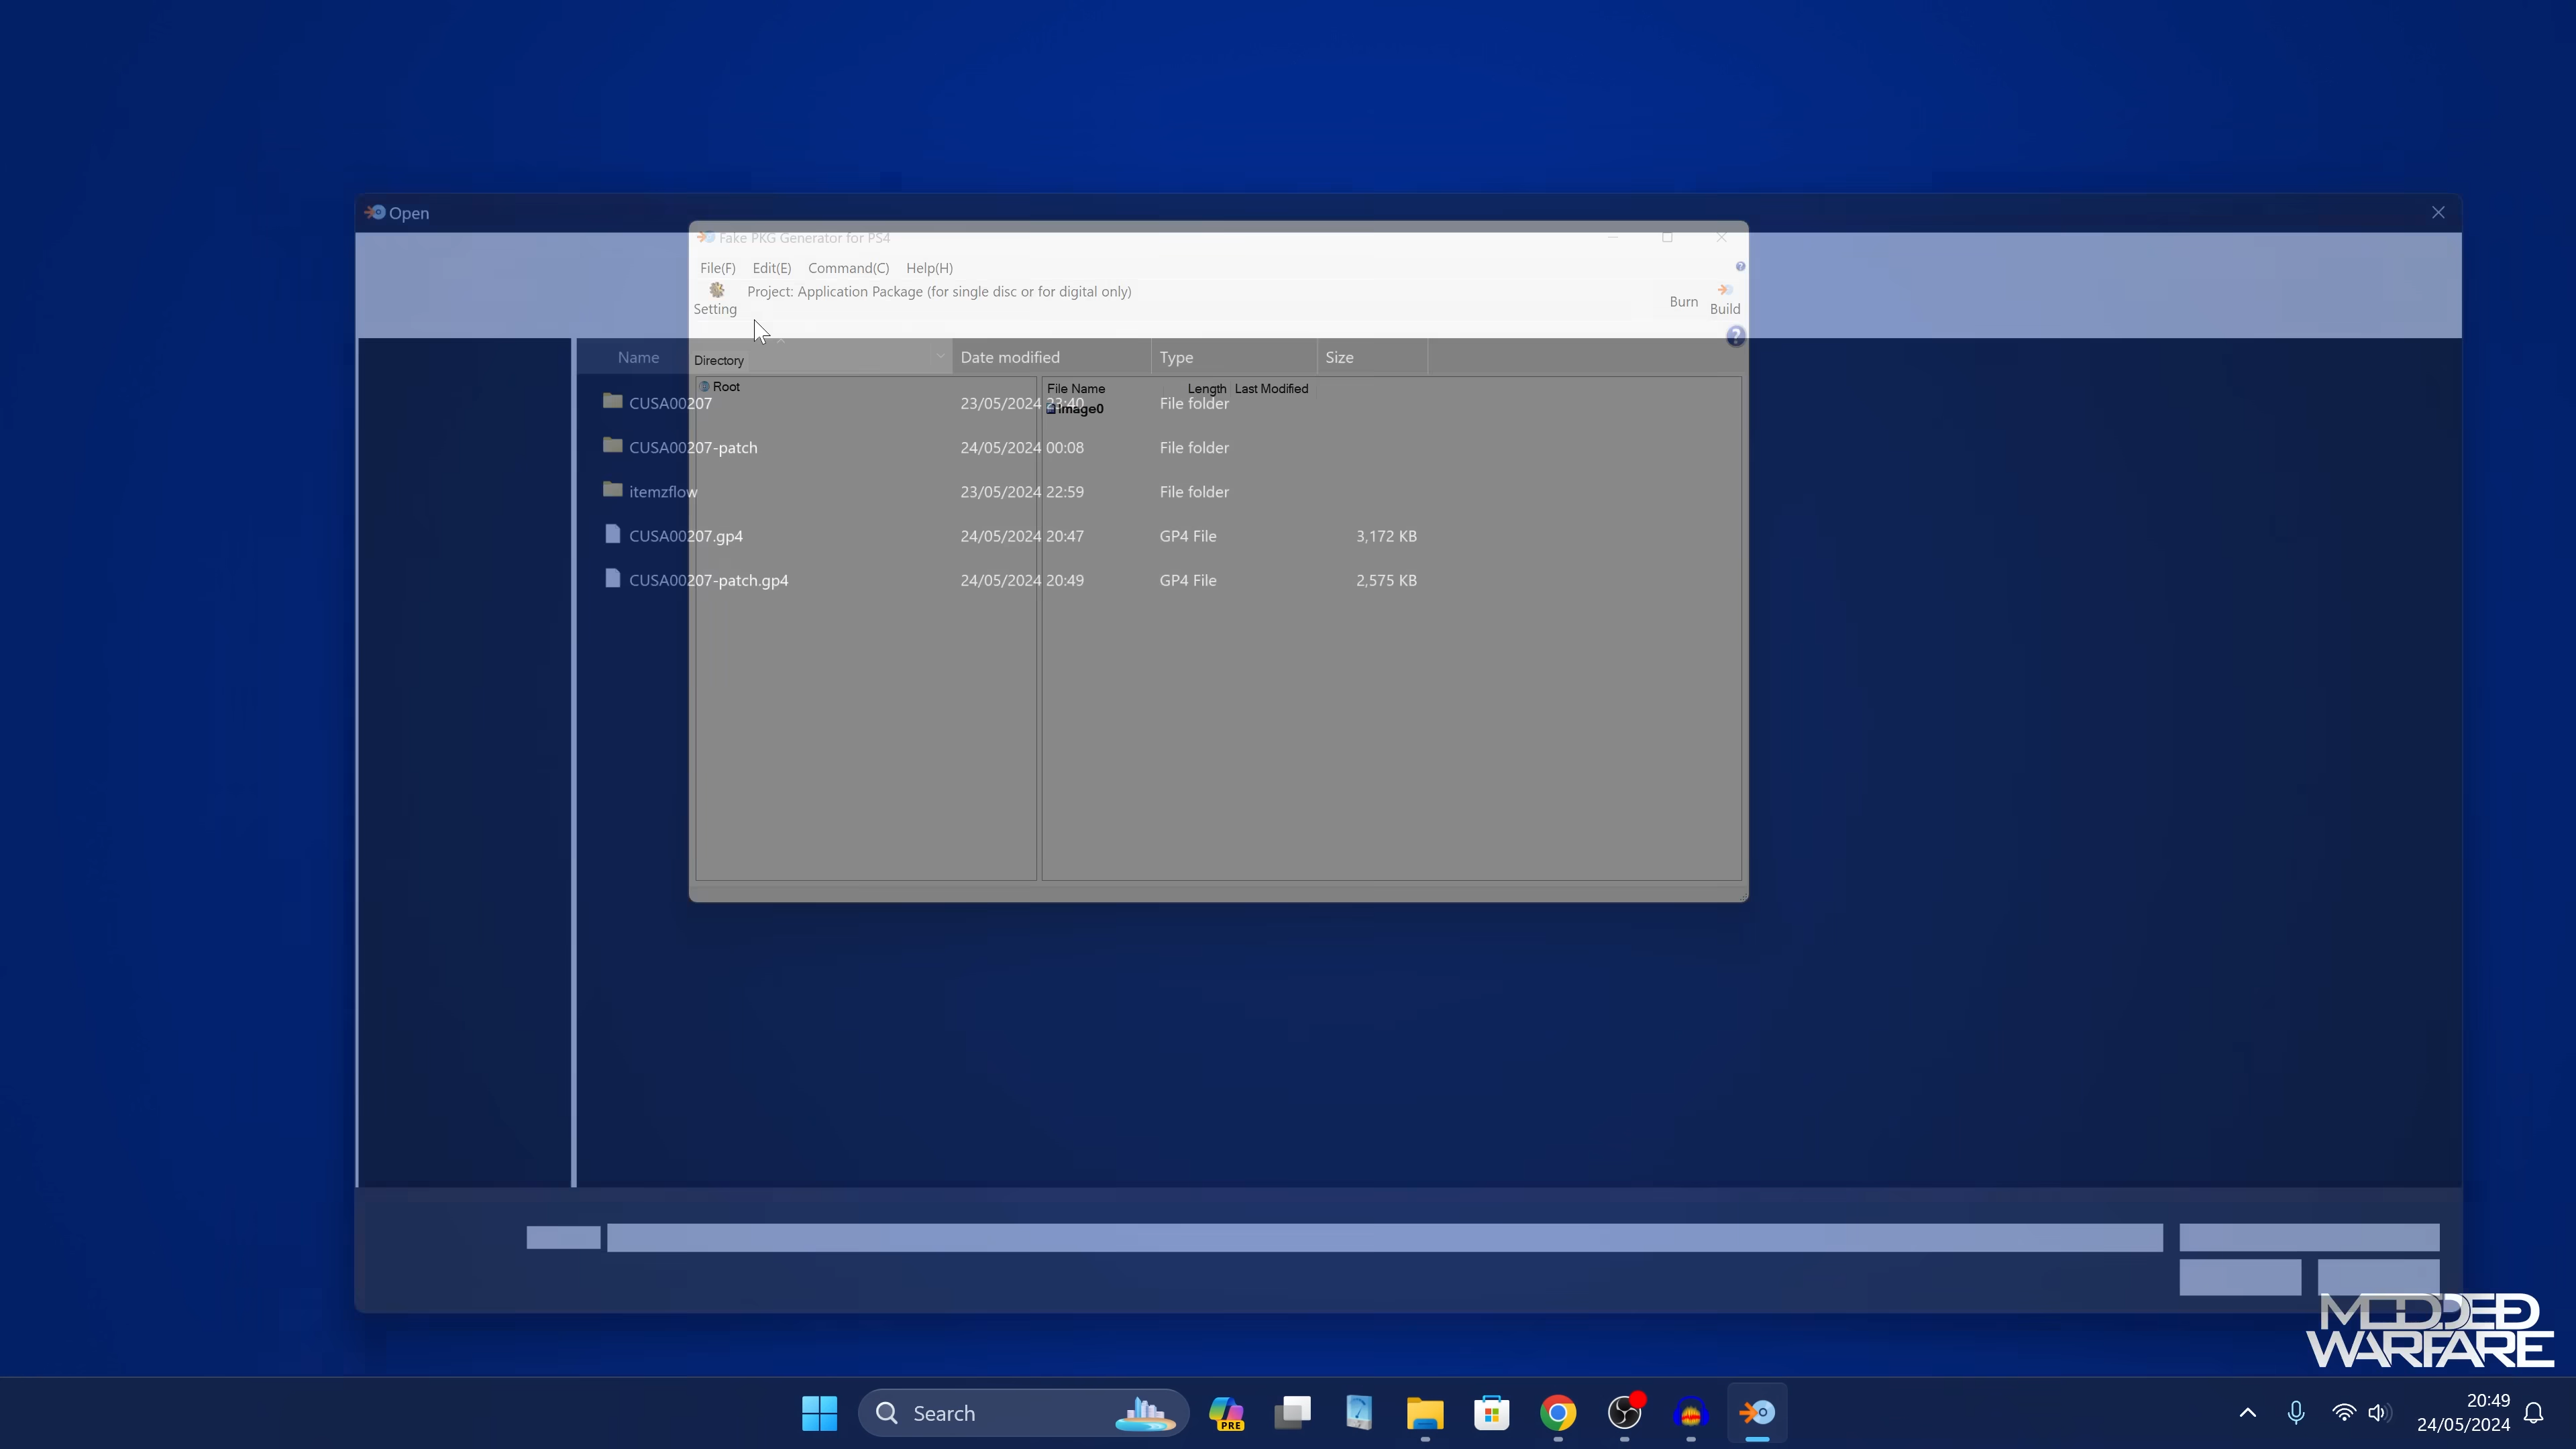 Open
Fake PKG Generator for PS4
File(F) Edit(E) Command(C) Help(H)
Project: Application Package (for single disc or for digital only)
Setting
Burn
Build
Name Date modified Type Size
Directory
Root
File Name Length Last Modified
Image0
CUSA00207 23/05/2024 23:40 File folder
CUSA00207-patch 24/05/2024 00:08 File folder
itemzflow 23/05/2024 22:59 File folder
CUSA00207.gp4 24/05/2024 20:47 GP4 File 3,172 KB
CUSA00207-patch.gp4 24/05/2024 20:49 GP4 File 2,575 KB
MODDED
WARFARE
Search
PRE
20:49
24/05/2024